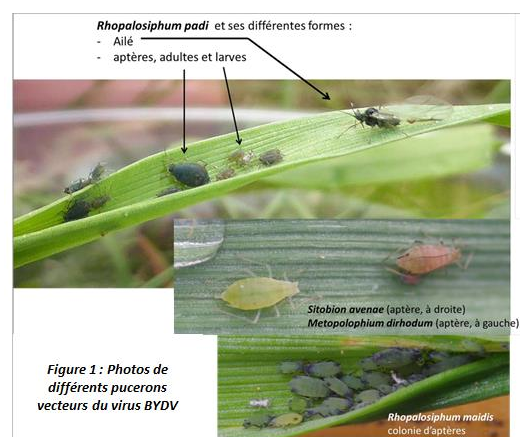 Rhopalosiphum padi et ses différentes formes :
- Ailé
- aptères, adultes et larves
Sitobion avenae (aptère, à droite)
Metopolophium dirhodum (aptère, à gauche)
Figure 1 : Photos de
différents pucerons
vecteurs du virus BYDV
Rhopalosiphum maidis
colonie d'aptères